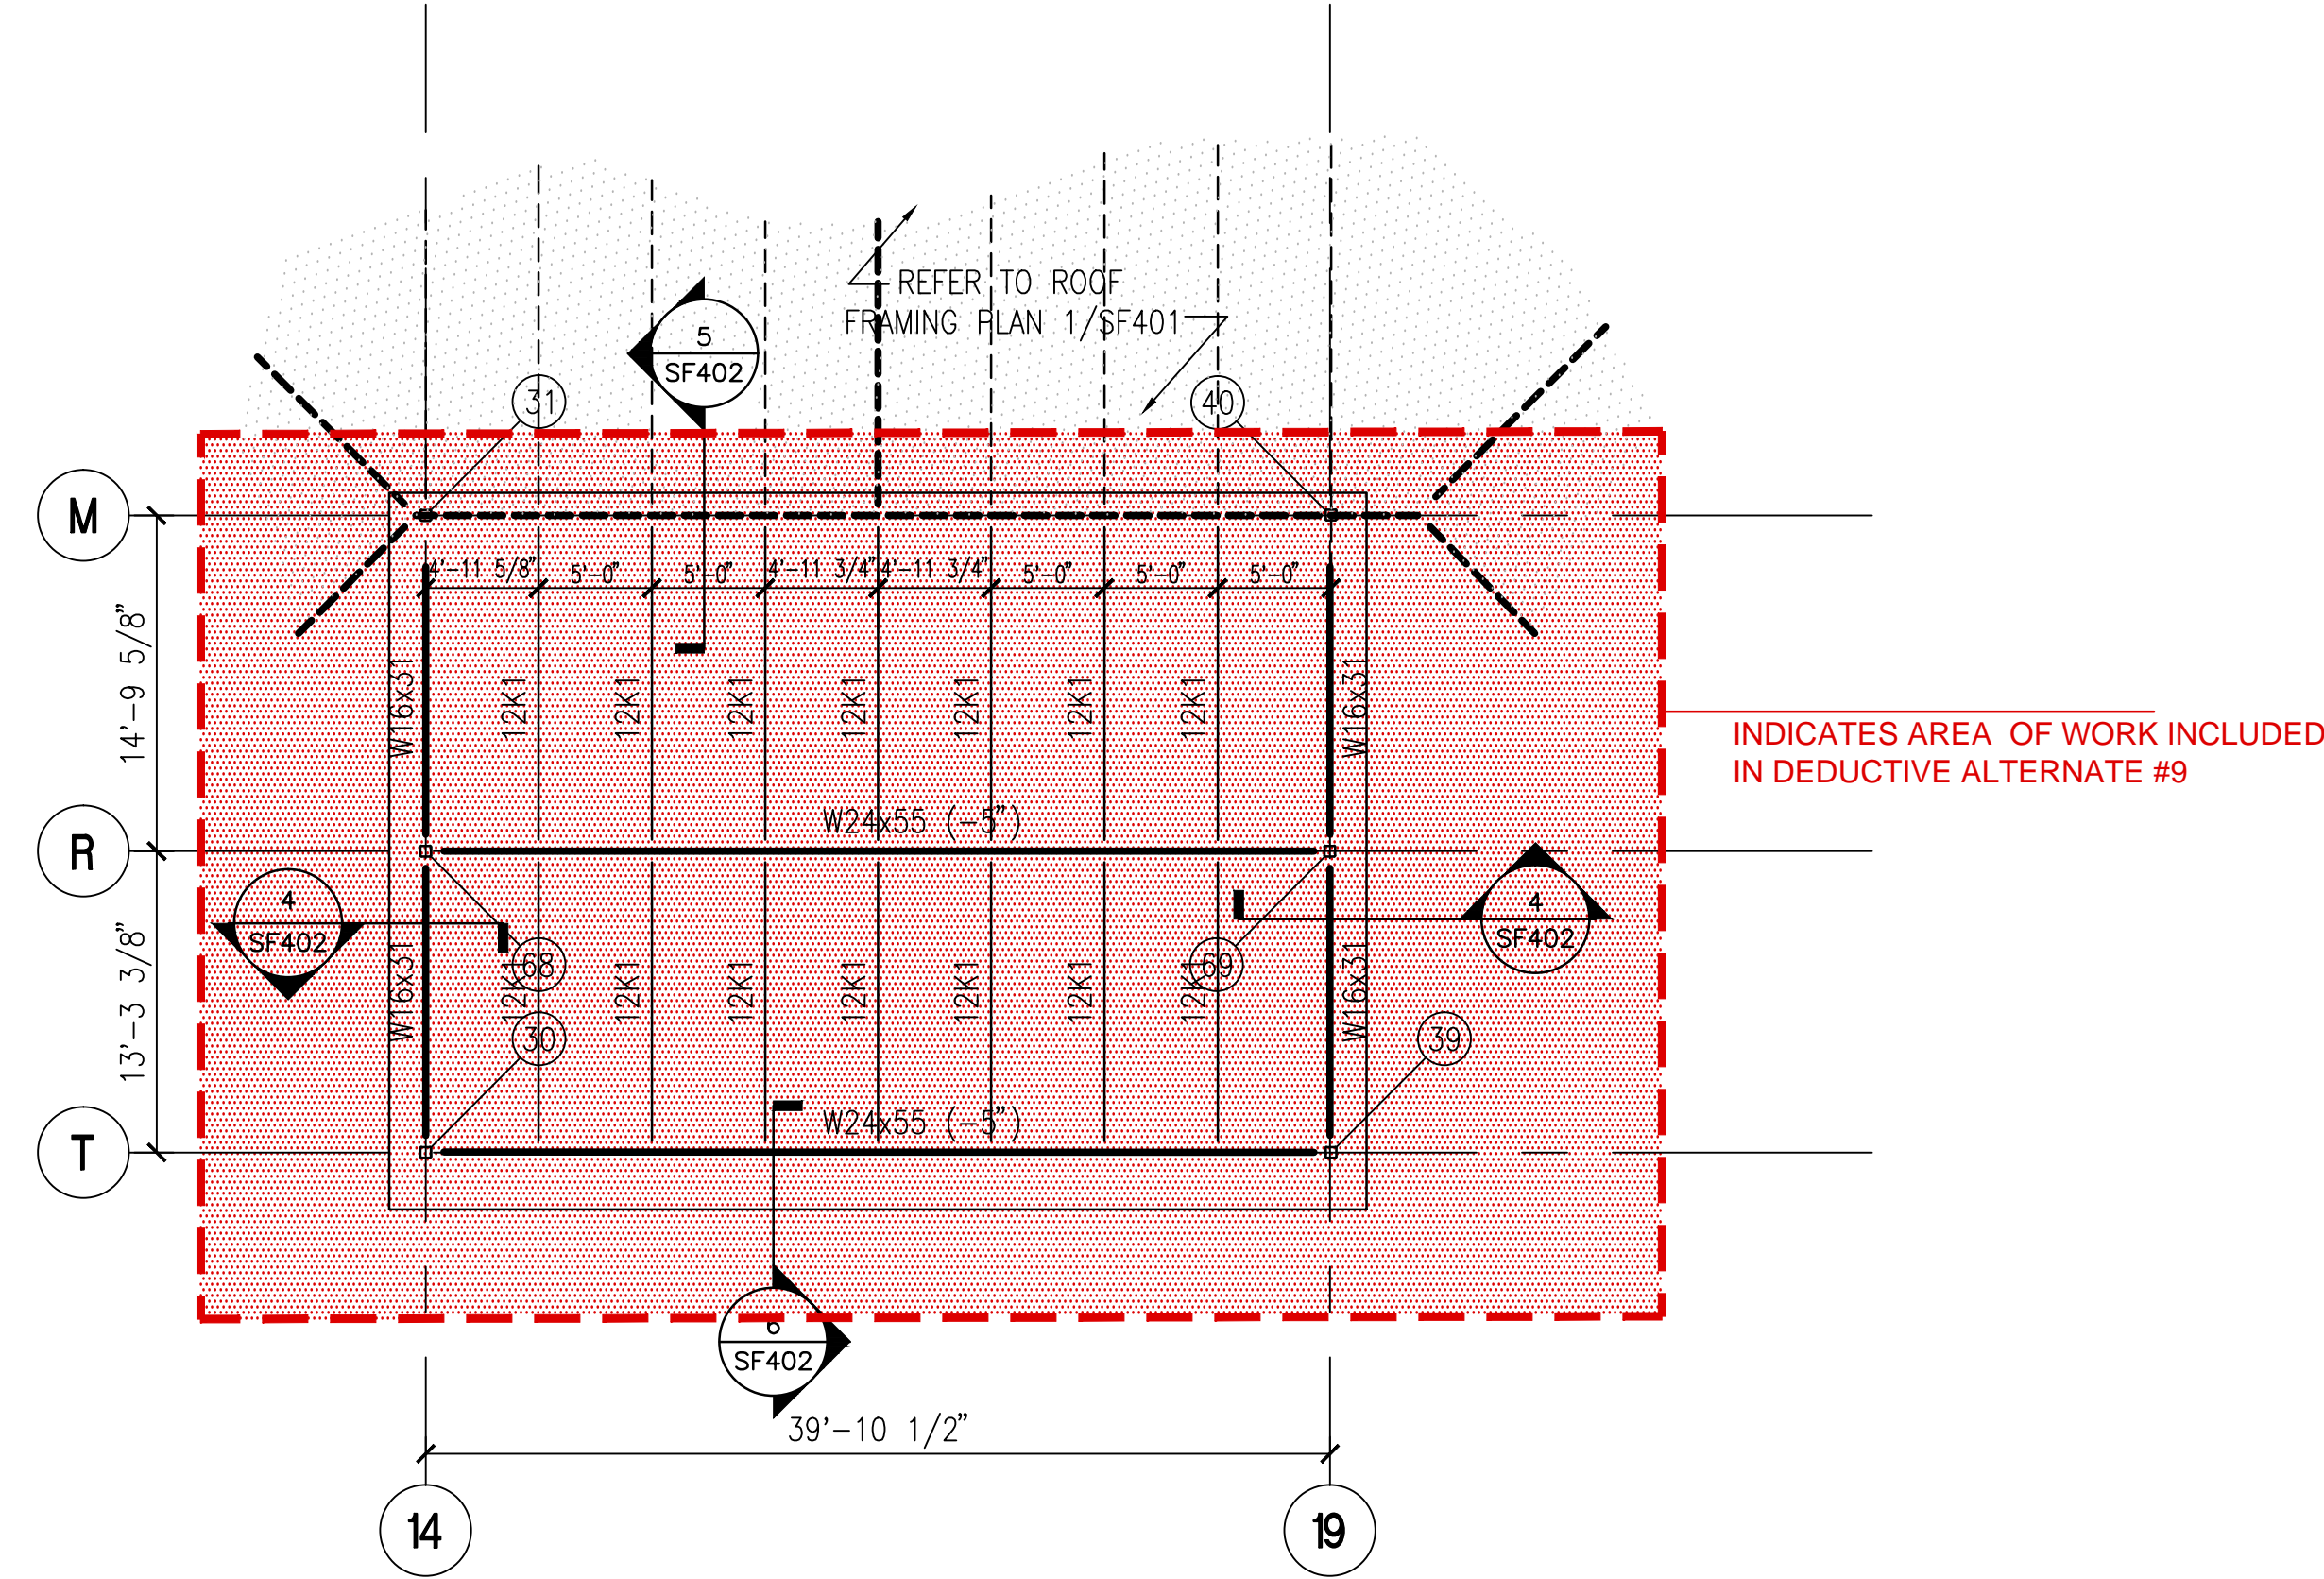 REFER TO ROOF
FRAMING PLAN 1/SF401
5
SF402
31
40
M
4'-11 5/8" 5'-0" 5'-0" 4'-11 3/4" 4'-11 3/4" 5'-0" 5'-0" 5'-0"
14'-9 5/8"
W16x31
12K1
12K1
12K1
12K1
12K1
12K1
12K1
W16x31
INDICATES AREA OF WORK INCLUDED
IN DEDUCTIVE ALTERNATE #9
W24x55 (-5")
R
4
SF402
4
SF402
68
69
13'-3 3/8"
W16x31
12K1
12K1
12K1
12K1
12K1
12K1
12K1
W16x31
30
39
W24x55 (-5")
T
6
SF402
39'-10 1/2"
14
19